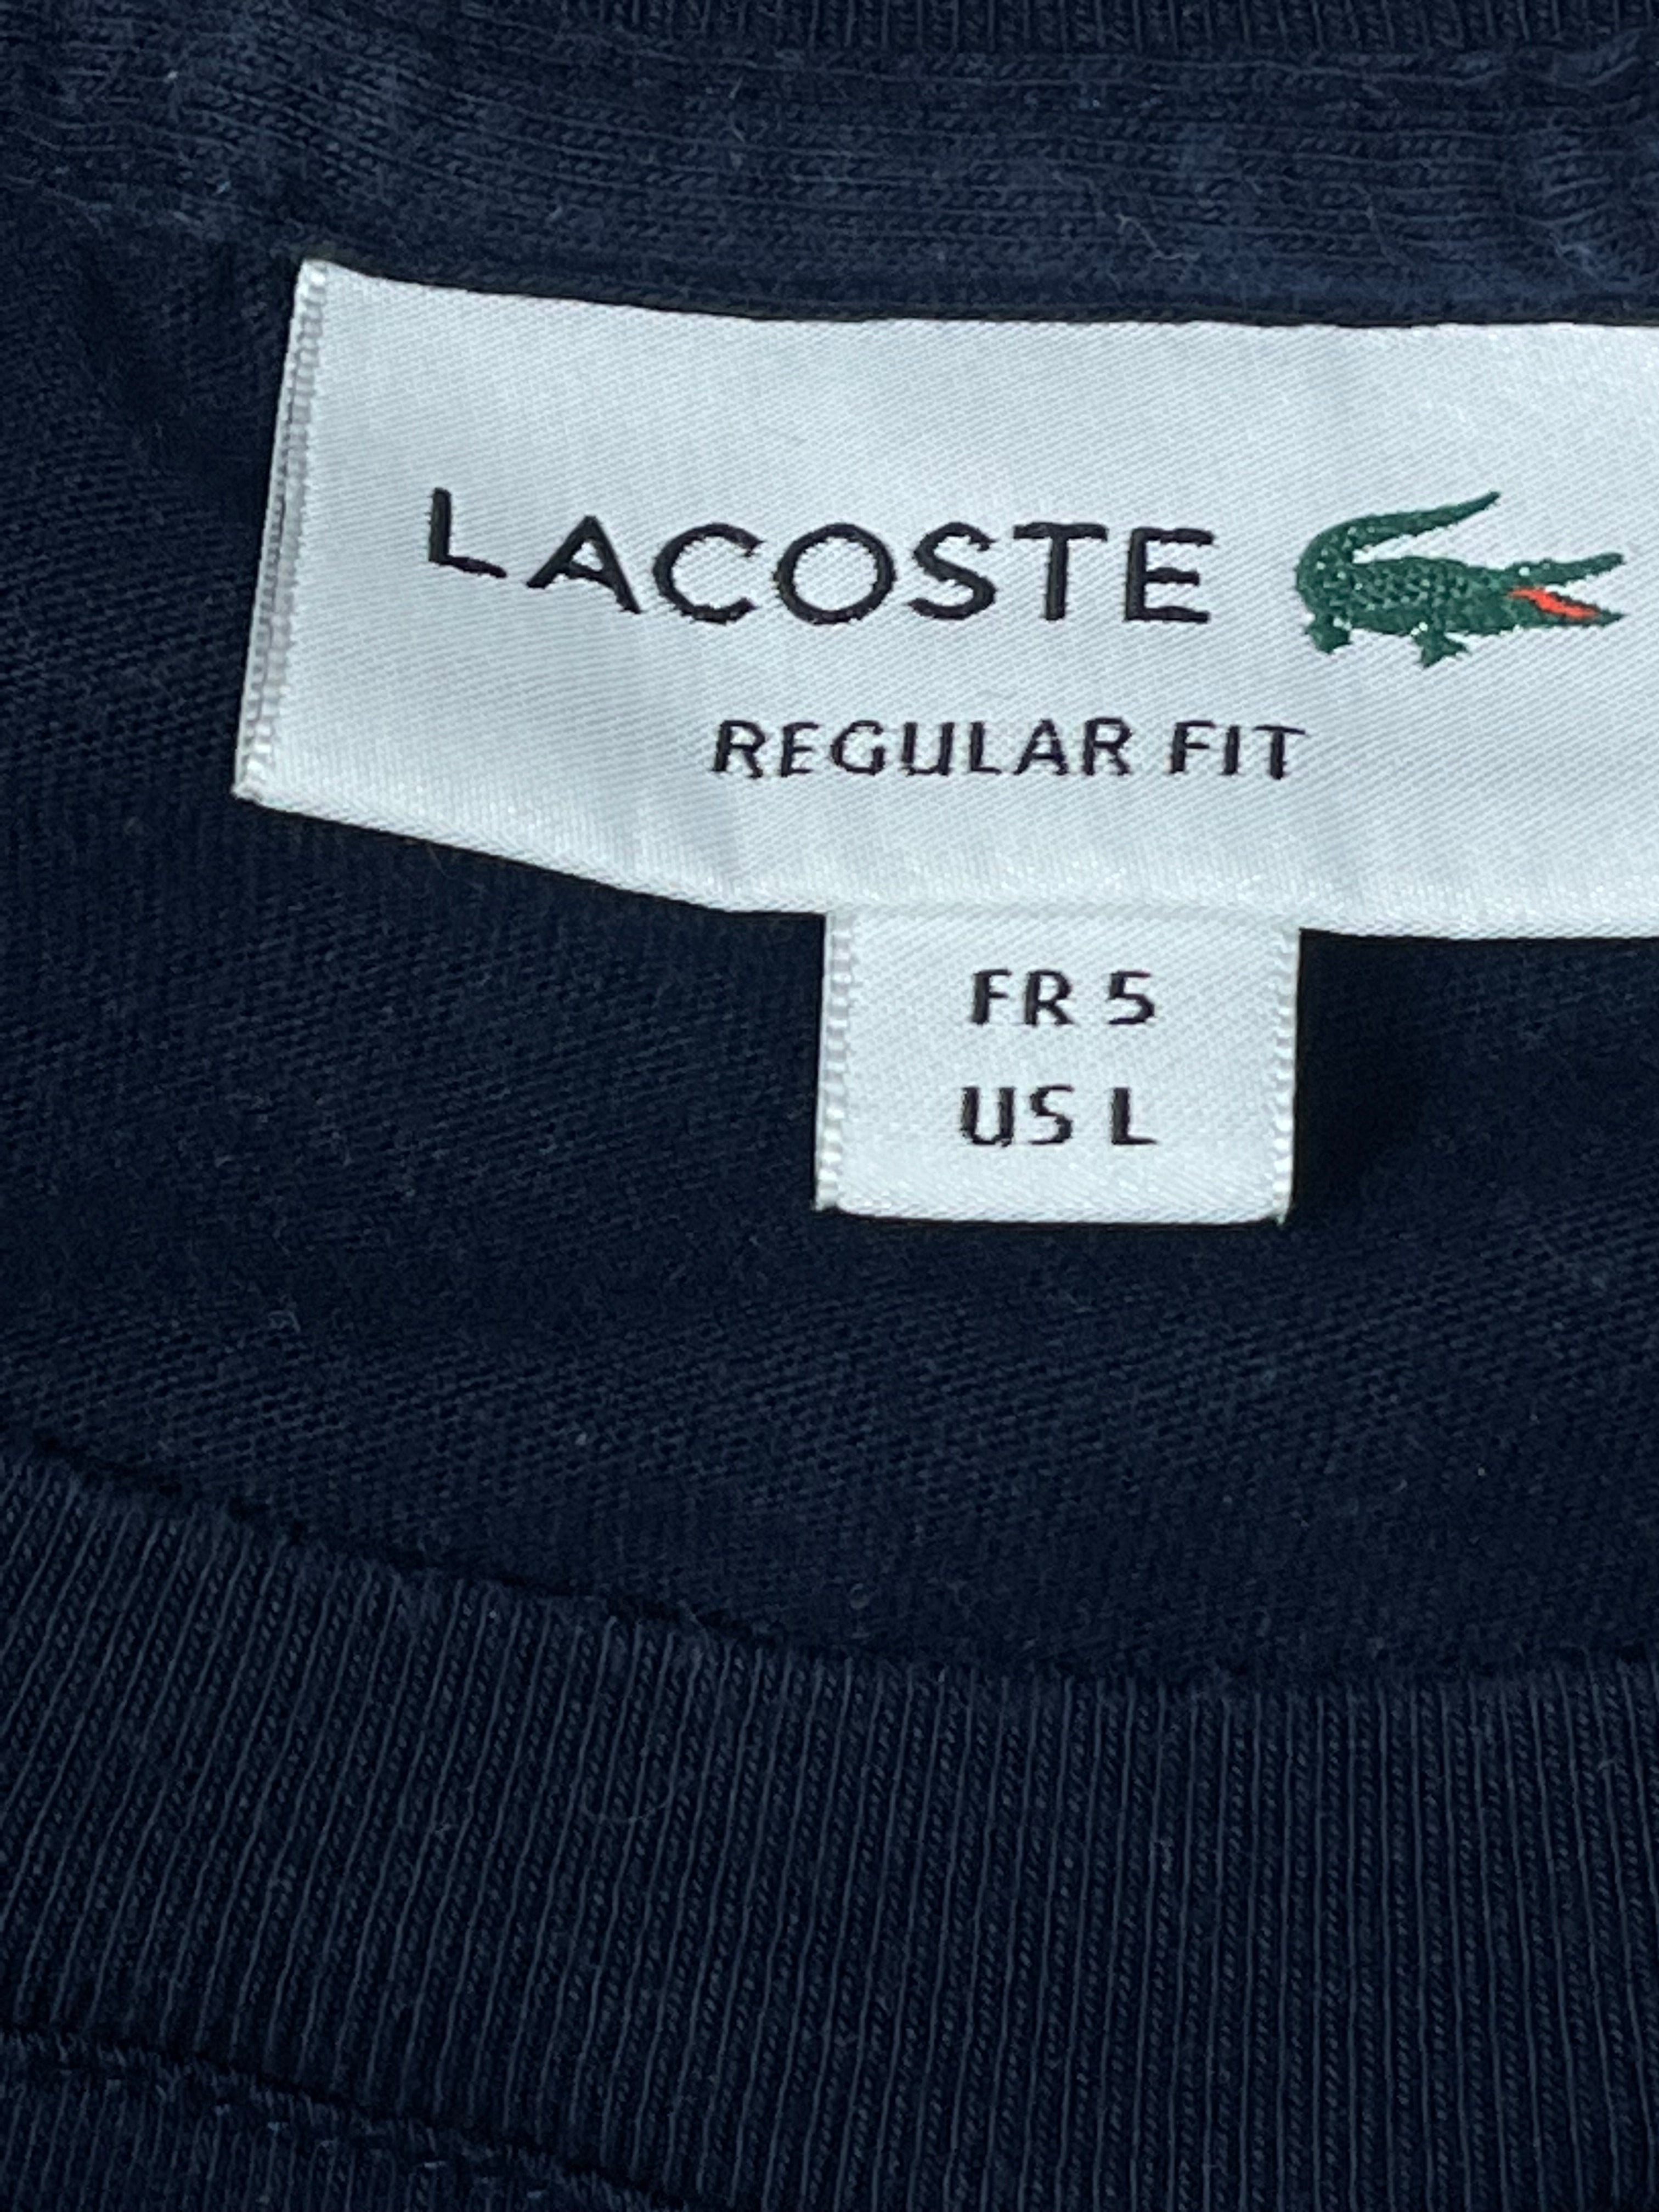 LACOSTE
REGULAR FIT
FR 5
US L